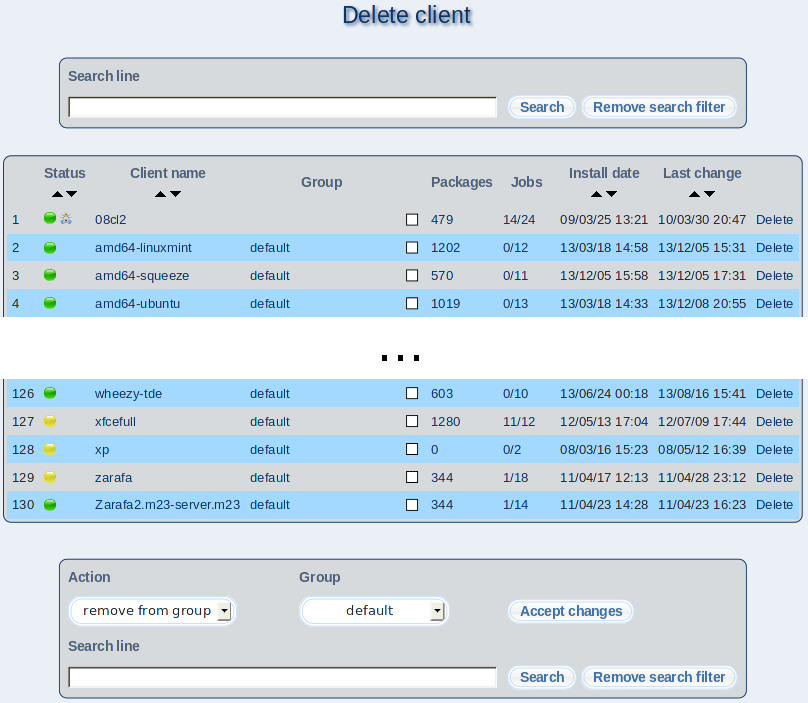 Delete client
Search line
Search Remove search filter
Status Client name Group Packages Jobs Install date Last change
1 08cl2 479 14/24 09/03/25 13:21 10/03/30 20:47 Delete
2 amd64-linuxmint default 1202 0/12 13/03/18 14:58 13/12/05 15:31 Delete
3 amd64-squeeze default 570 0/11 13/12/05 15:58 13/12/05 17:31 Delete
4 amd64-ubuntu default 1019 0/13 13/03/18 14:33 13/12/08 20:55 Delete
...
126 wheezy-tde default 603 0/10 13/06/24 00:18 13/08/16 15:41 Delete
127 xfcefull default 1280 11/12 12/05/13 17:04 12/07/09 17:44 Delete
128 xp default 0 0/2 08/03/16 15:23 08/05/12 16:39 Delete
129 zarafa default 344 1/18 11/04/17 12:13 11/04/28 23:12 Delete
130 Zarafa2.m23-server.m23 default 344 1/14 11/04/23 14:28 11/04/23 16:23 Delete
Action Group
remove from group default Accept changes
Search line
Search Remove search filter